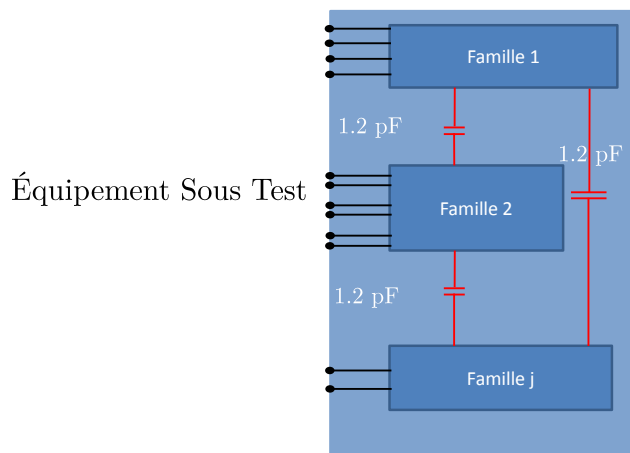 Famille 1
1.2 pF
1.2 pF
Équipement Sous Test
Famille 2
1.2 pF
Famille j